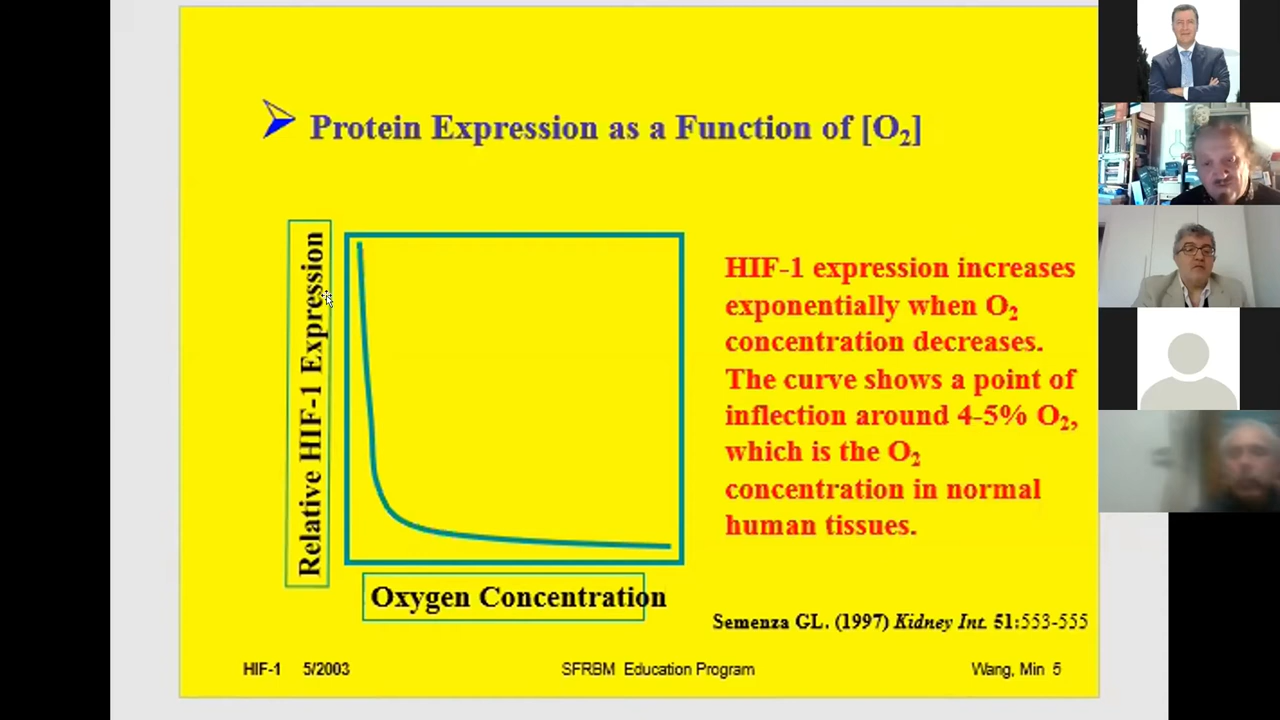 Protein Expression as a Function of [O₂]
Relative HIF-1 Expression
HIF-1 expression increases
exponentially when O₂
concentration decreases.
The curve shows a point of
inflection around 4-5% O₂,
which is the O₂
concentration in normal
human tissues.
Oxygen Concentration
Semenza GL. (1997) Kidney Int. 51:553-555
HIF-1 5/2003 SFRBM Education Program Wang, Min 5